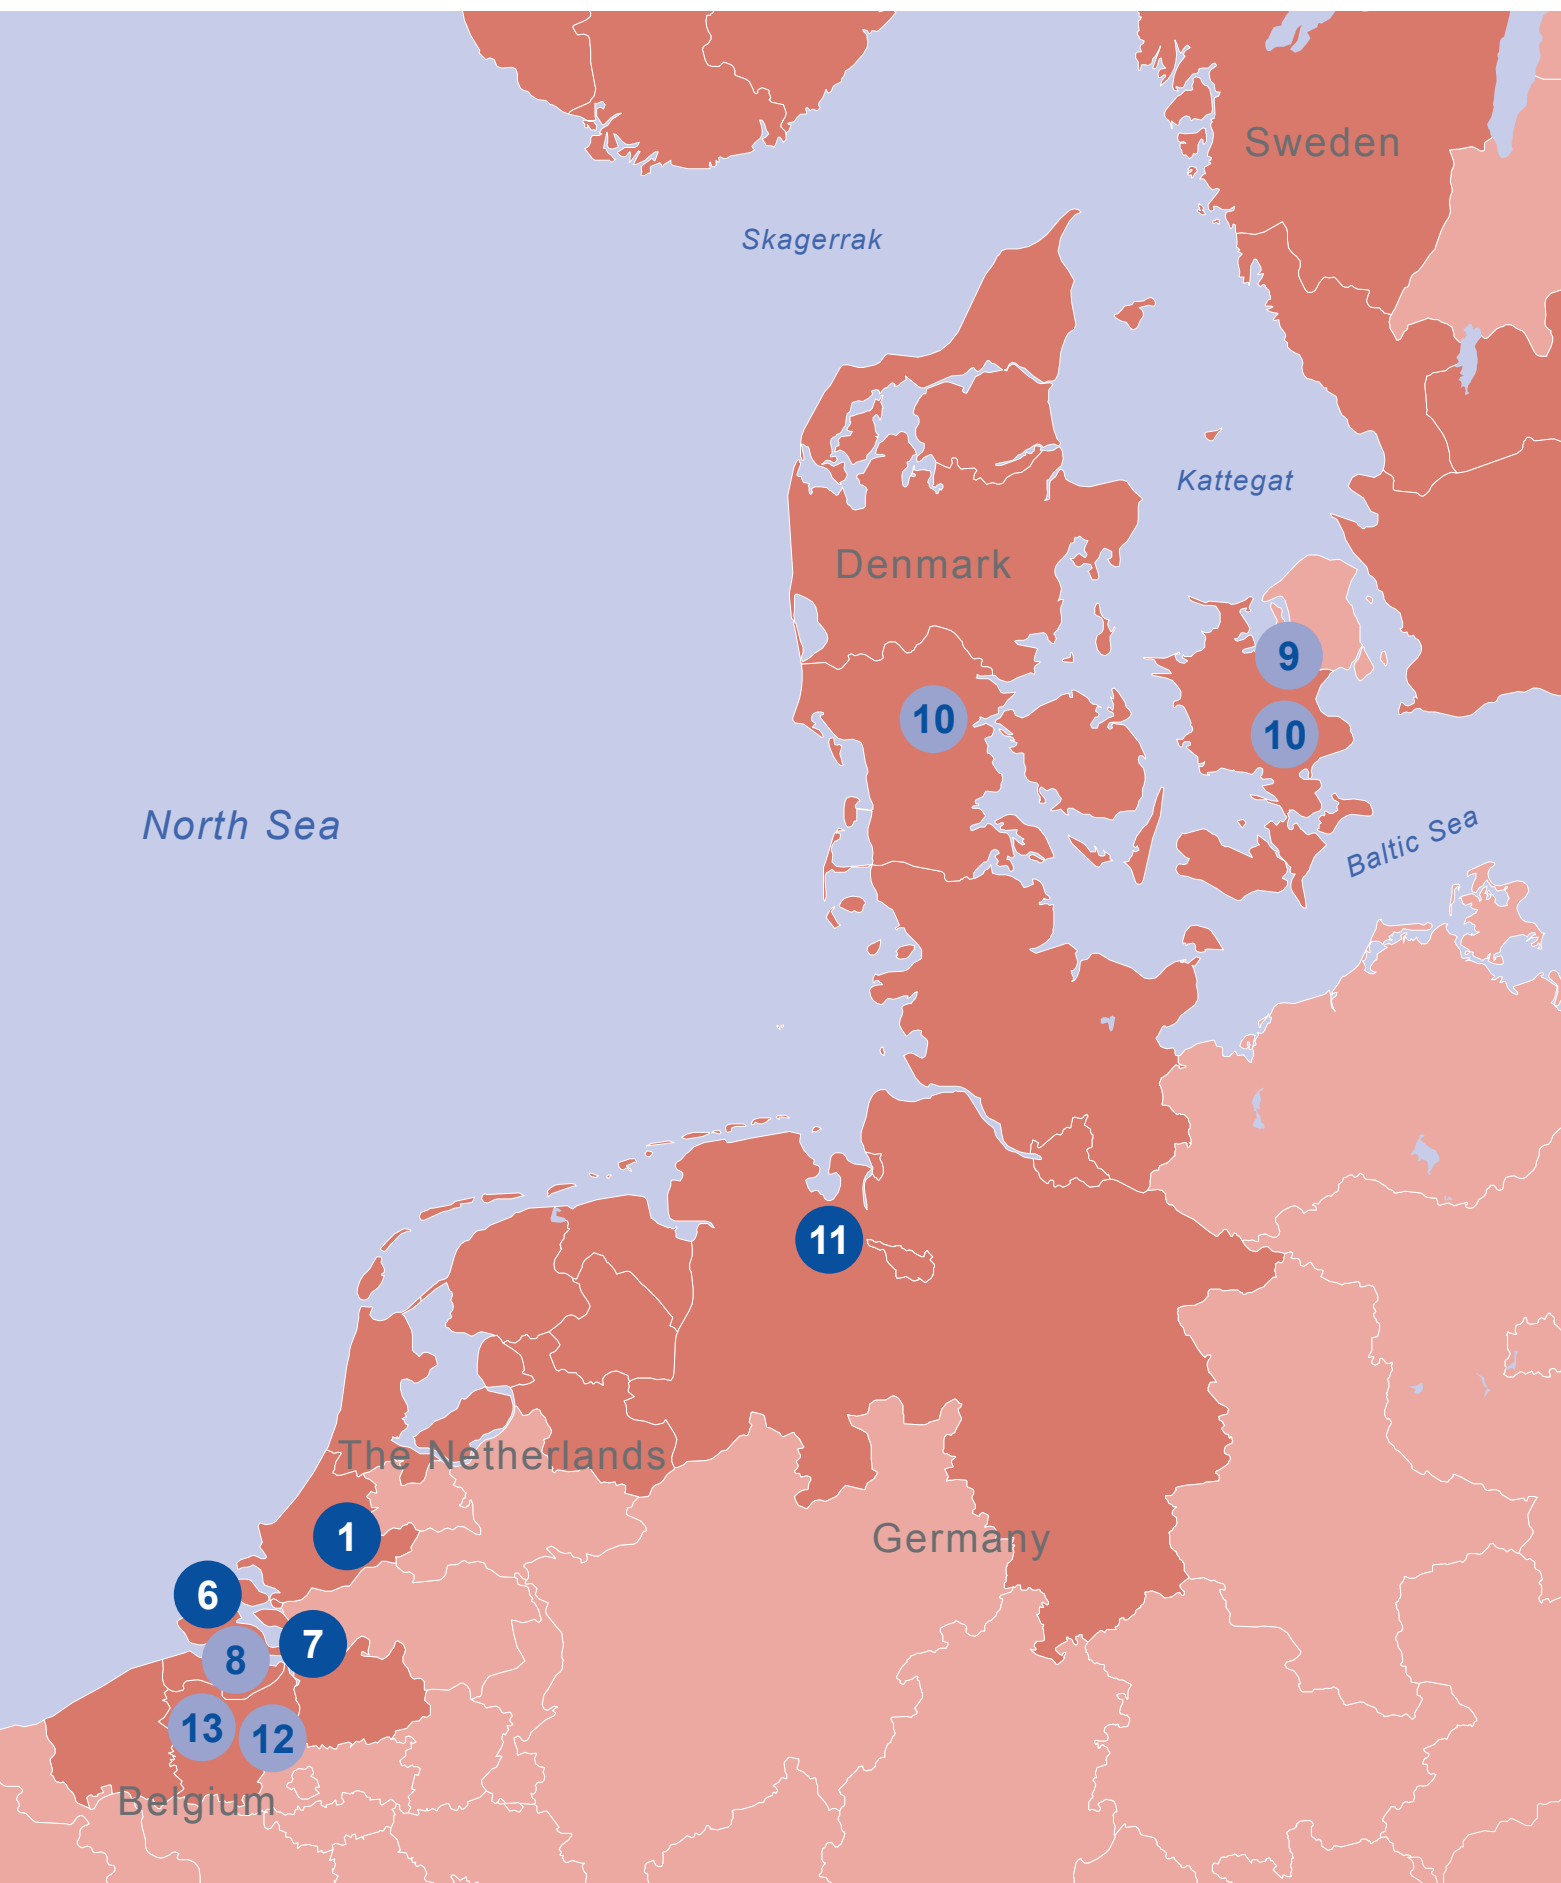 Sweden
Skagerrak
Kattegat
Denmark
9
10
10
North Sea
Baltic Sea
11
The Netherlands
1
Germany
6
7
8
13
12
Belgium